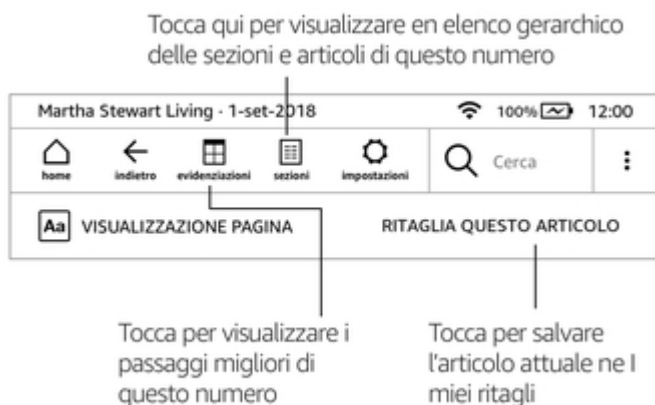 Tocca qui per visualizzare en elenco gerarchico
delle sezioni e articoli di questo numero
Martha Stewart Living · 1-set-2018 100% 12:00
home indietro evidenziazioni sezioni impostazioni Cerca
Aa VISUALIZZAZIONE PAGINA RITAGLIA QUESTO ARTICOLO
Tocca per visualizzare i
passaggi migliori di
questo numero
Tocca per salvare
l'articolo attuale ne I
miei ritagli